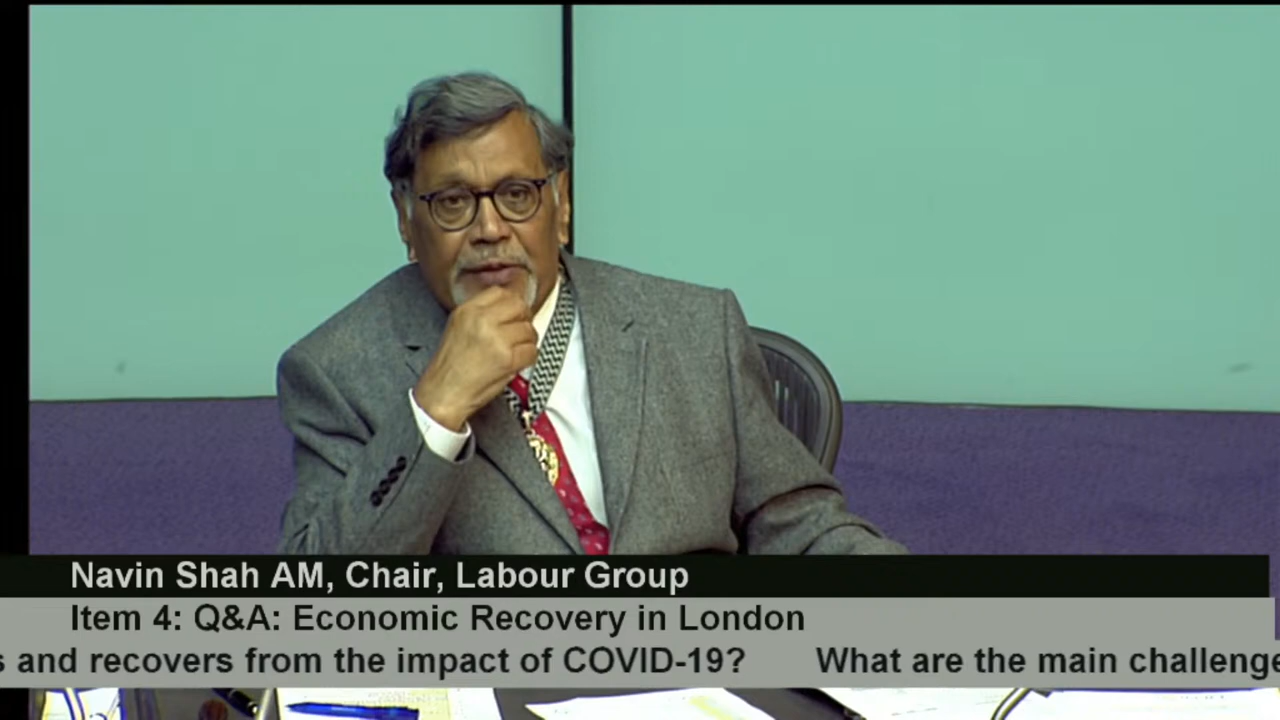 Navin Shah AM, Chair, Labour Group
Item 4: Q&A: Economic Recovery in London
s and recovers from the impact of COVID-19? What are the main challenge